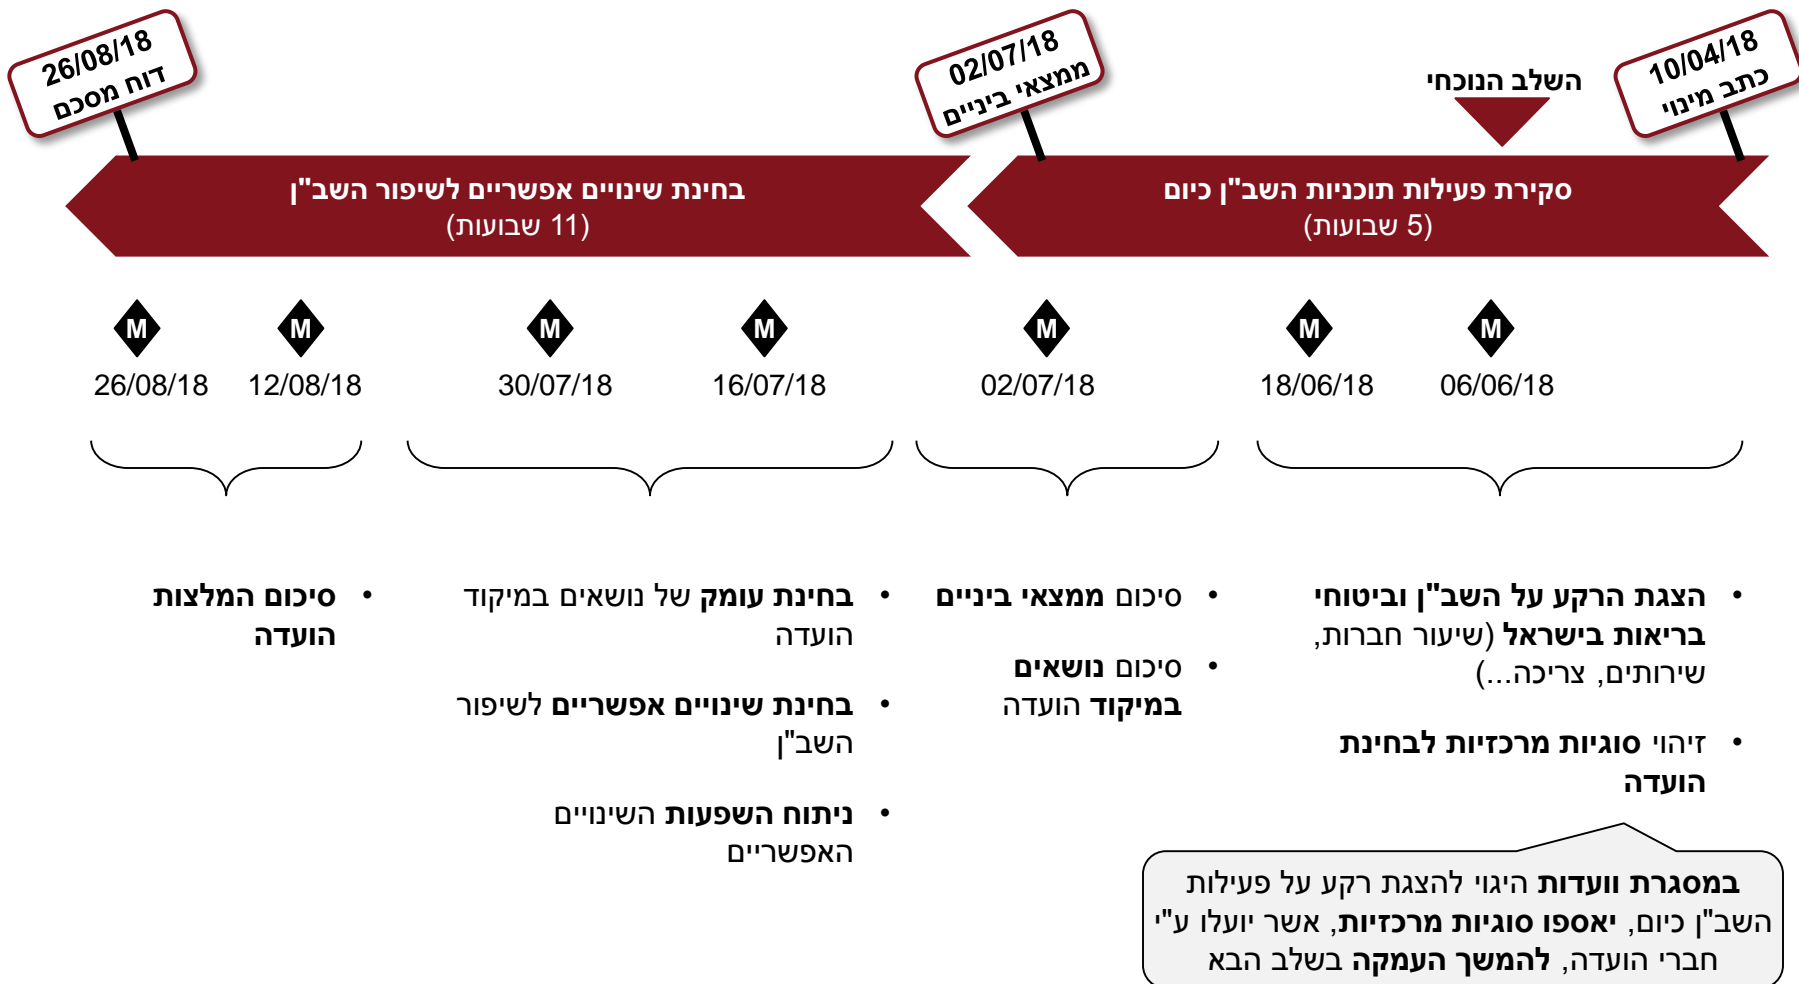 10/04/18
כתב מינוי
השלב הנוכחי
02/07/18
ממצאי ביניים
26/08/18
דוח מסכם
סקירת פעילות תוכניות השב"ן כיום
(5 שבועות)
בחינת שינויים אפשריים לשיפור השב"ן
(11 שבועות)
M
M
M
M
M
M
M
06/06/18
18/06/18
02/07/18
16/07/18
30/07/18
12/08/18
26/08/18
• הצגת הרקע על השב"ן וביטוחי
בריאות בישראל (שיעור חברות,
שירותים, צריכה...)
• זיהוי סוגיות מרכזיות לבחינת
הועדה
במסגרת וועדות היגוי להצגת רקע על פעילות
השב"ן כיום, יאספו סוגיות מרכזיות, אשר יועלו ע"י
חברי הועדה, להמשך העמקה בשלב הבא
• סיכום ממצאי ביניים
• סיכום נושאים
במיקוד הועדה
• בחינת עומק של נושאים במיקוד
הועדה
• בחינת שינויים אפשריים לשיפור
השב"ן
• ניתוח השפעות השינויים
האפשריים
• סיכום המלצות
הועדה